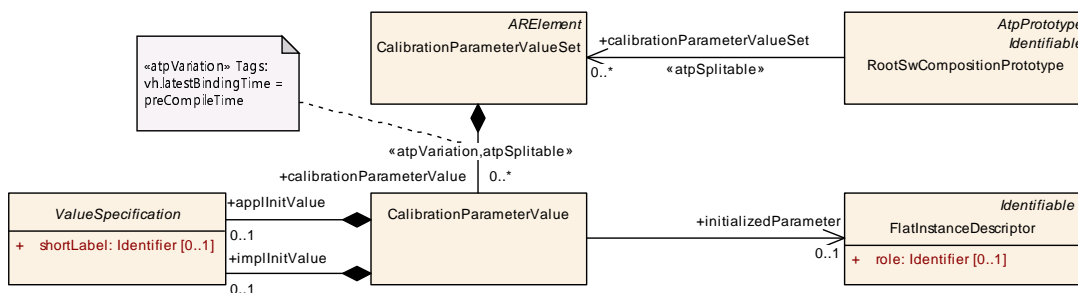 ARElement
CalibrationParameterValueSet
AtpPrototype
Identifiable
RootSwCompositionPrototype
+calibrationParameterValueSet
0..*
«atpSplitable»
«atpVariation» Tags:
vh.latestBindingTime =
preCompileTime
«atpVariation,atpSplitable»
+calibrationParameterValue
0..*
ValueSpecification
+ shortLabel: Identifier [0..1]
+applInitValue
0..1
+implInitValue
0..1
CalibrationParameterValue
+initializedParameter
0..1
Identifiable
FlatInstanceDescriptor
+ role: Identifier [0..1]